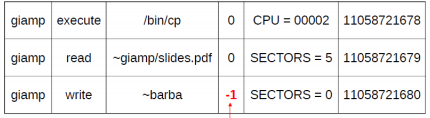 giamp execute /bin/cp 0 CPU = 00002 11058721678
giamp read ~giamp/slides.pdf 0 SECTORS = 5 11058721679
giamp write ~barba -1 SECTORS = 0 11058721680